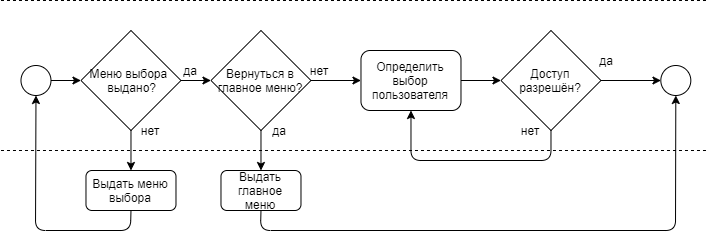 Меню выбора
выдано?
да
Вернуться в
главное меню?
нет
Определить
выбор
пользователя
Доступ
разрешён?
да
нет
да
нет
Выдать меню
выбора
Выдать
главное
меню